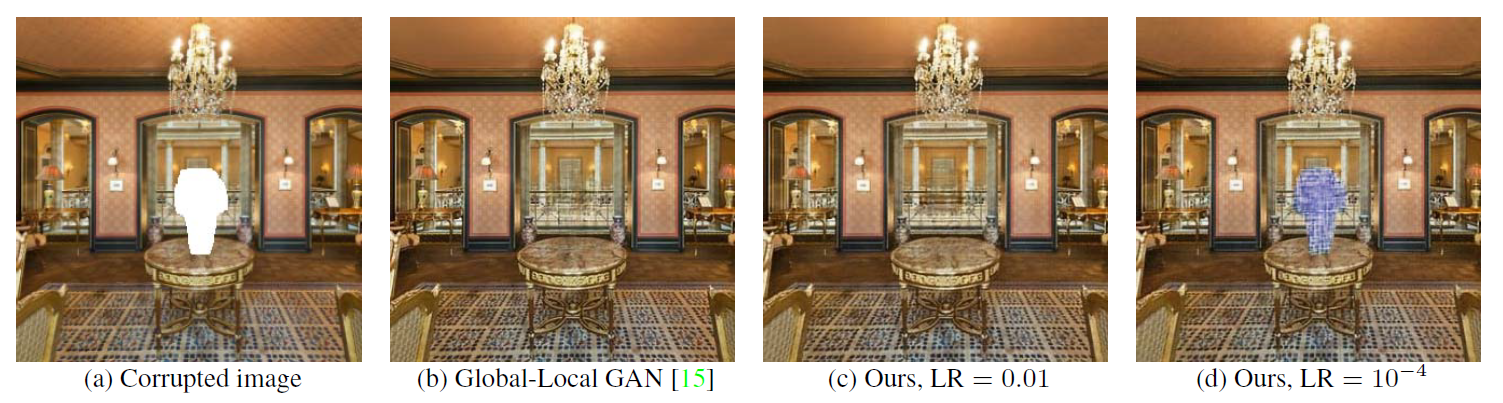 (a) Corrupted image
(b) Global-Local GAN [15]
(c) Ours, LR = 0.01
(d) Ours, LR = 10⁻⁴